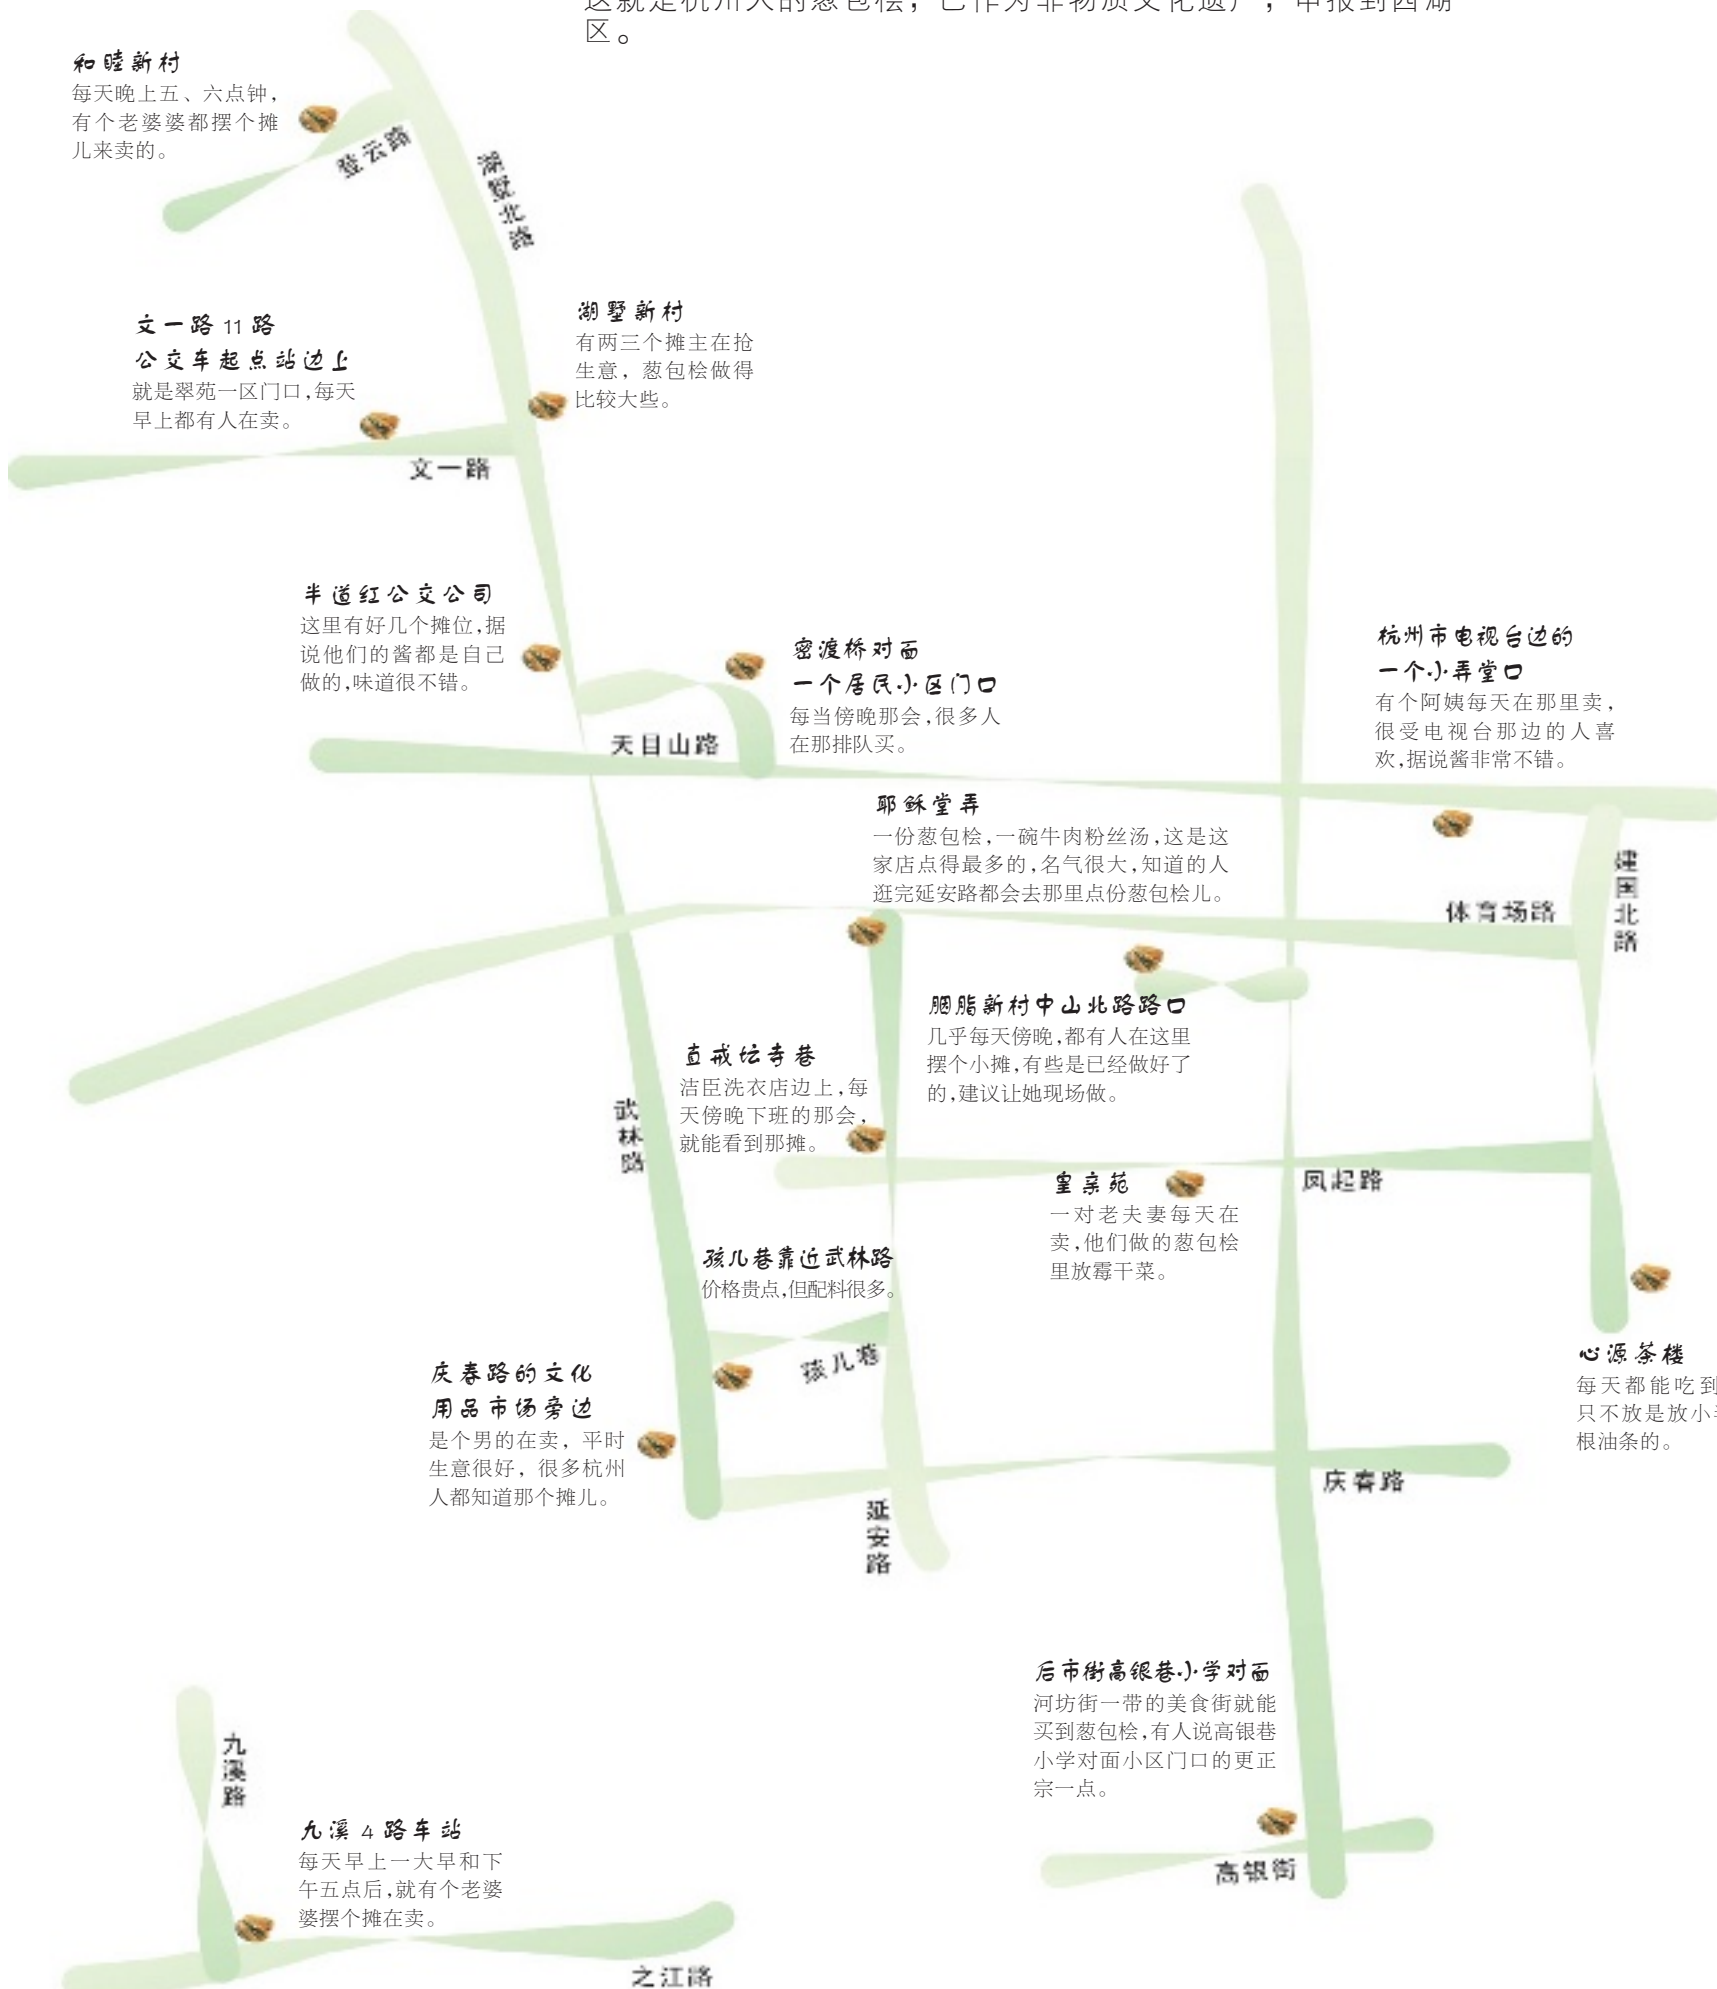 区。
和睦新村
每天晚上五、六点钟,
有个老婆婆都摆个摊
儿来卖的。
登云路
湖墅北路
文一路 11 路
公交车起点站边上
就是翠苑一区门口,每天
早上都有人在卖。
湖墅新村
有两三个摊主在抢
生意, 葱包桧做得
比较大些。
文一路
半道红公交公司
这里有好几个摊位,据
说他们的酱都是自己
做的,味道很不错。
密渡桥对面
一个居民小区门口
每当傍晚那会,很多人
在那排队买。
杭州市电视台边的
一个小弄堂口
有个阿姨每天在那里卖,
很受电视台那边的人喜
欢,据说酱非常不错。
天目山路
耶稣堂弄
一份葱包桧,一碗牛肉粉丝汤,这是这
家店点得最多的,名气很大,知道的人
逛完延安路都会去那里点份葱包桧儿。
建国北路
体育场路
胭脂新村中山北路路口
几乎每天傍晚,都有人在这里
摆个小摊,有些是已经做好了
的,建议让她现场做。
直戒坛寺巷
洁臣洗衣店边上,每
天傍晚下班的那会,
就能看到那摊。
武林路
皇亲苑
一对老夫妻每天在
卖,他们做的葱包桧
里放霉干菜。
凤起路
孩儿巷靠近武林路
价格贵点,但配料很多。
孩儿巷
心源茶楼
每天都能吃到
只不放是放小
根油条的。
庆春路的文化
用品市场旁边
是个男的在卖, 平时
生意很好, 很多杭州
人都知道那个摊儿。
庆春路
延安路
后市街高银巷小学对面
河坊街一带的美食街就能
买到葱包桧,有人说高银巷
小学对面小区门口的更正
宗一点。
高银街
九溪路
九溪 4 路车站
每天早上一大早和下
午五点后,就有个老婆
婆摆个摊在卖。
之江路